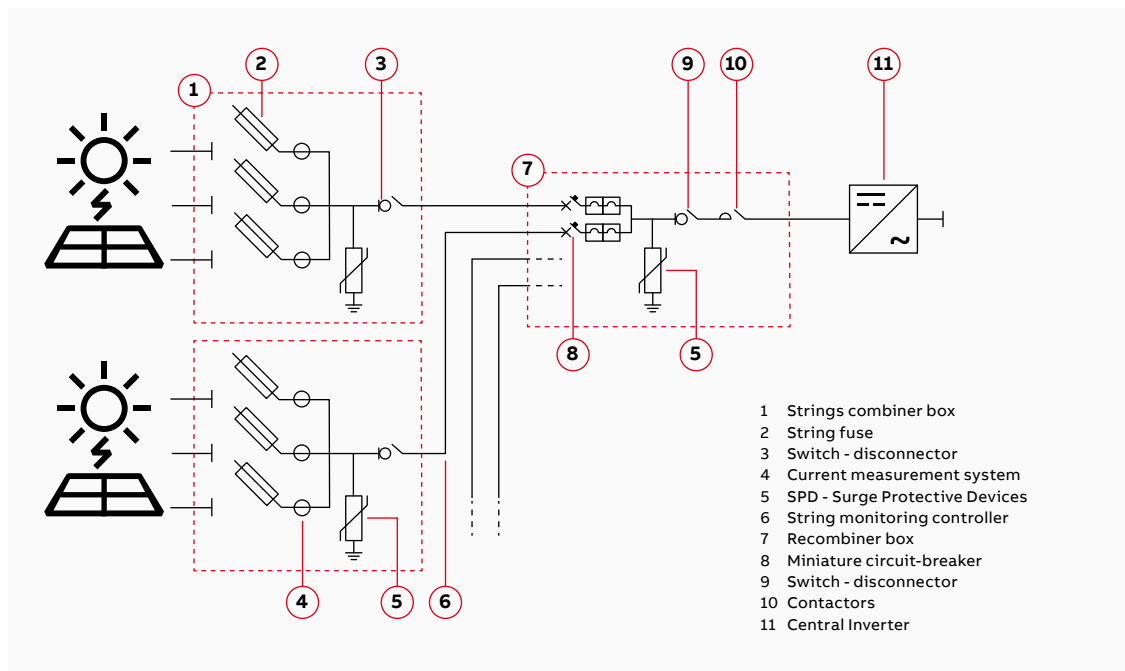 2
3
9
10
11
1
7
8
5
4
5
6
1 Strings combiner box
2 String fuse
3 Switch - disconnector
4 Current measurement system
5 SPD - Surge Protective Devices
6 String monitoring controller
7 Recombiner box
8 Miniature circuit-breaker
9 Switch - disconnector
10 Contactors
11 Central Inverter